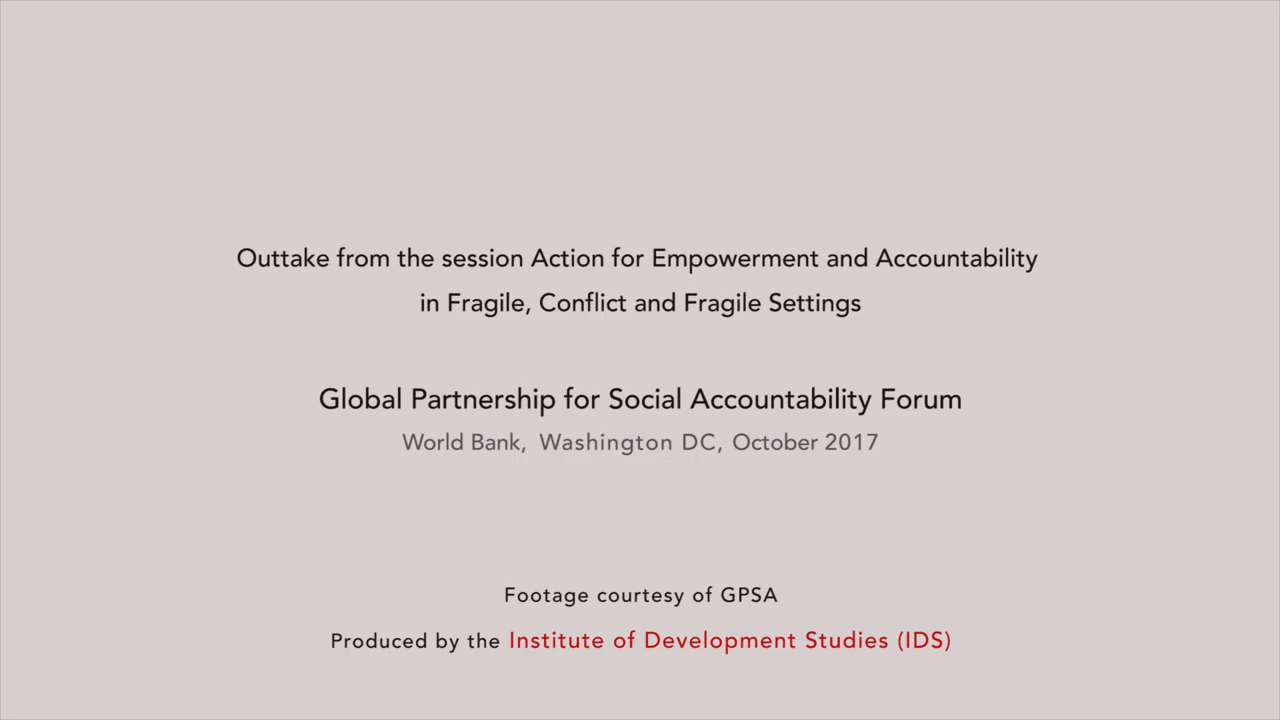 Outtake from the session Action for Empowerment and Accountability
in Fragile, Conflict and Fragile Settings
Global Partnership for Social Accountability Forum
World Bank, Washington DC, October 2017
Footage courtesy of GPSA
Produced by the Institute of Development Studies (IDS)